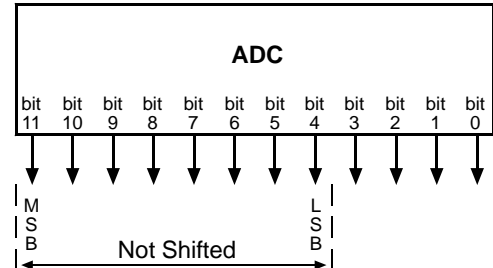 ADC
bit bit bit bit bit bit bit bit bit bit bit bit
11 10 9 8 7 6 5 4 3 2 1 0
M L
S S
B B
Not Shifted